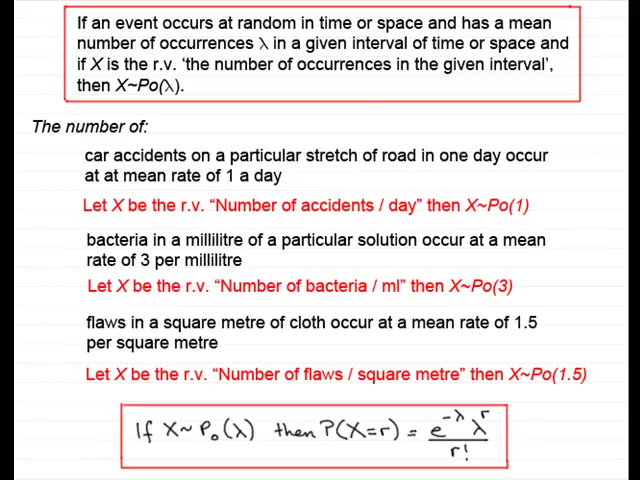 If an event occurs at random in time or space and has a mean
number of occurrences λ in a given interval of time or space and
if X is the r.v. ‘the number of occurrences in the given interval’,
then X~Po(λ).
The number of:
car accidents on a particular stretch of road in one day occur
at at mean rate of 1 a day
Let X be the r.v. “Number of accidents / day” then X~Po(1)
bacteria in a millilitre of a particular solution occur at a mean
rate of 3 per millilitre
Let X be the r.v. “Number of bacteria / ml” then X~Po(3)
flaws in a square metre of cloth occur at a mean rate of 1.5
per square metre
Let X be the r.v. “Number of flaws / square metre” then X~Po(1.5)
If X~Po(λ) then P(X=r) = e^-λ λ^r / r!